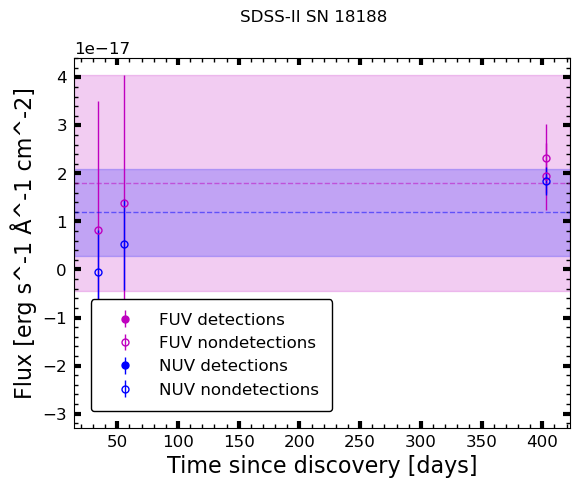 SDSS-II SN 18188
1e−17
4
3
2
1
0
−1
−2
−3
Flux [erg s^-1 Å^-1 cm^-2]
FUV detections
FUV nondetections
NUV detections
NUV nondetections
50 100 150 200 250 300 350 400
Time since discovery [days]